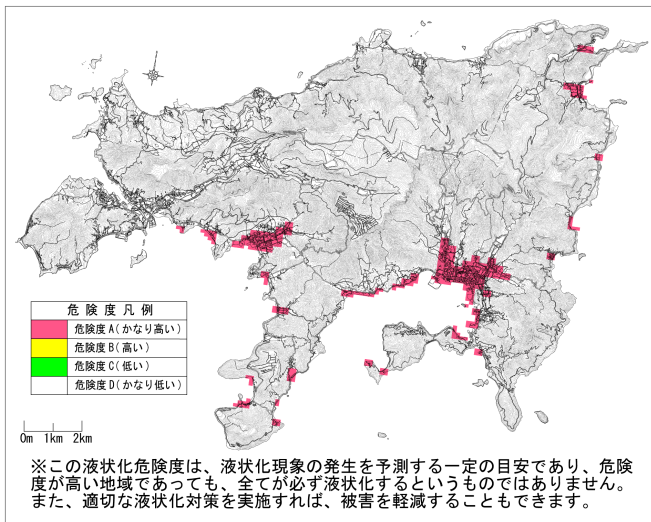 危険度凡例
危険度A(かなり高い)
危険度B(高い)
危険度C(低い)
危険度D(かなり低い)
0m 1km 2km
※この液状化危険度は、液状化現象の発生を予測する一定の目安であり、危険
度が高い地域であっても、全てが必ず液状化するというものではありません。
また、適切な液状化対策を実施すれば、被害を軽減することもできます。